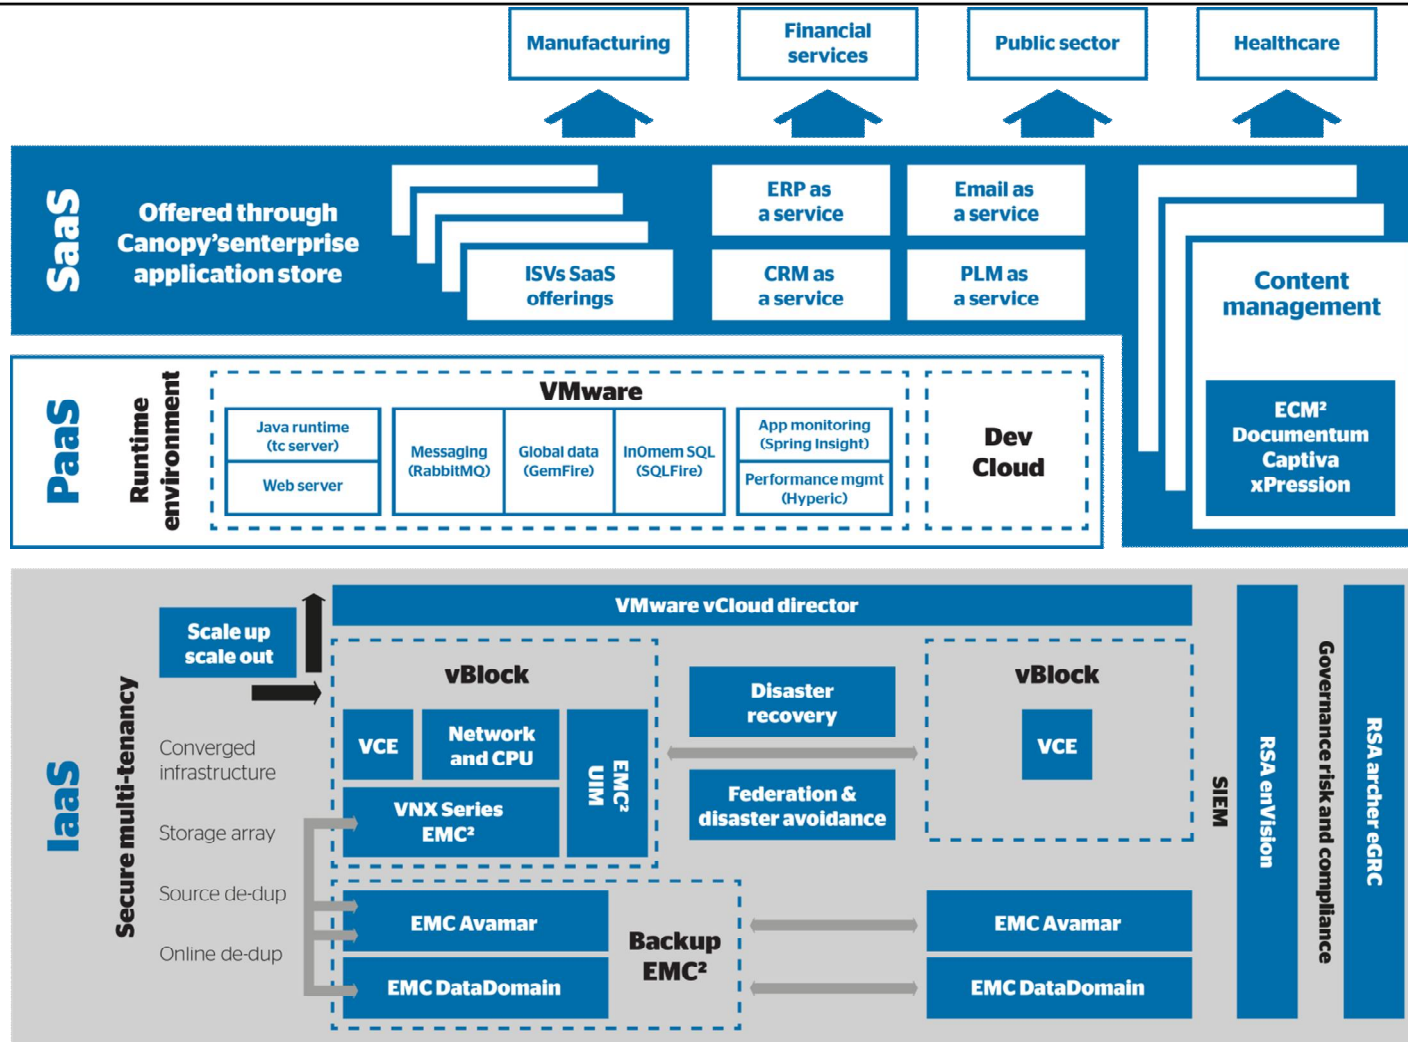 Manufacturing
Financial
services
Public sector
Healthcare
SaaS
Offered through
Canopy'senterprise
application store
ISVs SaaS
offerings
ERP as
a service
Email as
a service
CRM as
a service
PLM as
a service
Content
management
ECM²
Documentum
Captiva
xPression
PaaS
Runtime
environment
VMware
Java runtime
(tc server)
Web server
Messaging
(RabbitMQ)
Global data
(GemFire)
In0mem SQL
(SQLFire)
App monitoring
(Spring Insight)
Performance mgmt
(Hyperic)
Dev
Cloud
IaaS
Secure multi-tenancy
Scale up
scale out
Converged
infrastructure
Storage array
Source de-dup
Online de-dup
VMware vCloud director
vBlock
VCE
Network
and CPU
EMC²
UIM
VNX Series
EMC²
Disaster
recovery
Federation &
disaster avoidance
vBlock
VCE
EMC Avamar
EMC DataDomain
Backup
EMC²
EMC Avamar
EMC DataDomain
SIEM
RSA enVision
Governance risk and compliance
RSA archer eGRC